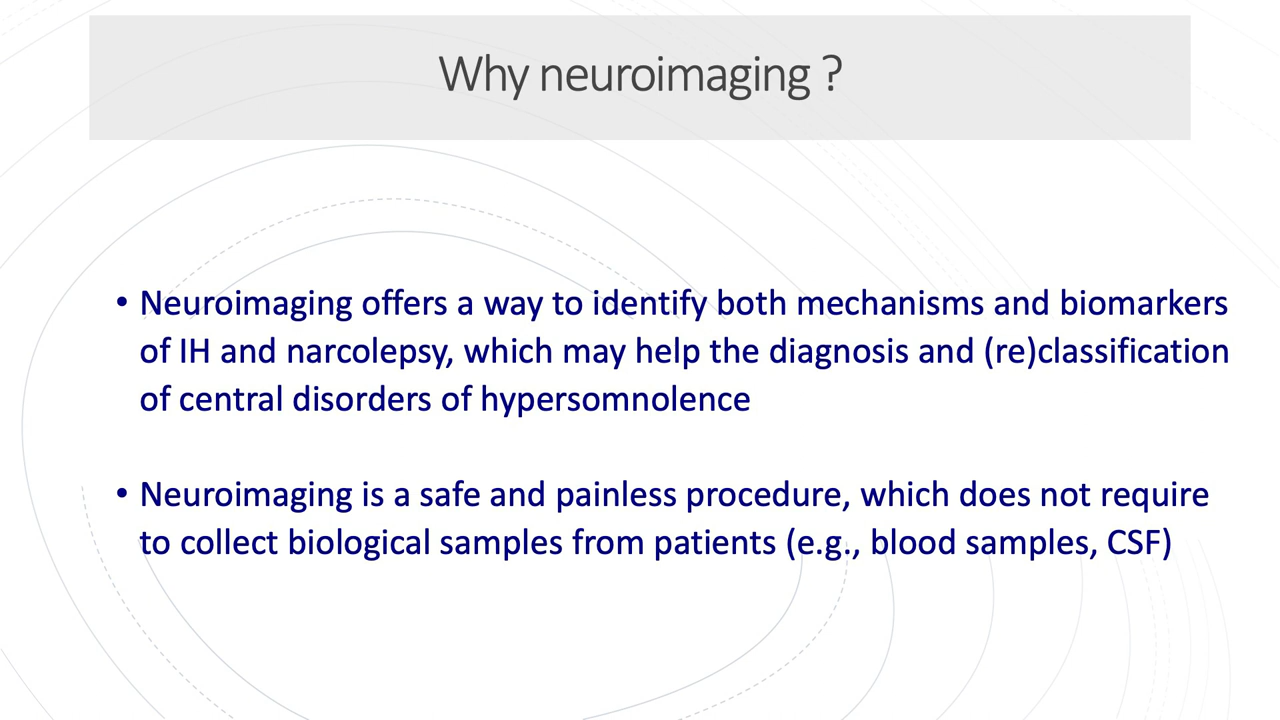 Why neuroimaging ?
• Neuroimaging offers a way to identify both mechanisms and biomarkers
of IH and narcolepsy, which may help the diagnosis and (re)classification
of central disorders of hypersomnolence
• Neuroimaging is a safe and painless procedure, which does not require
to collect biological samples from patients (e.g., blood samples, CSF)